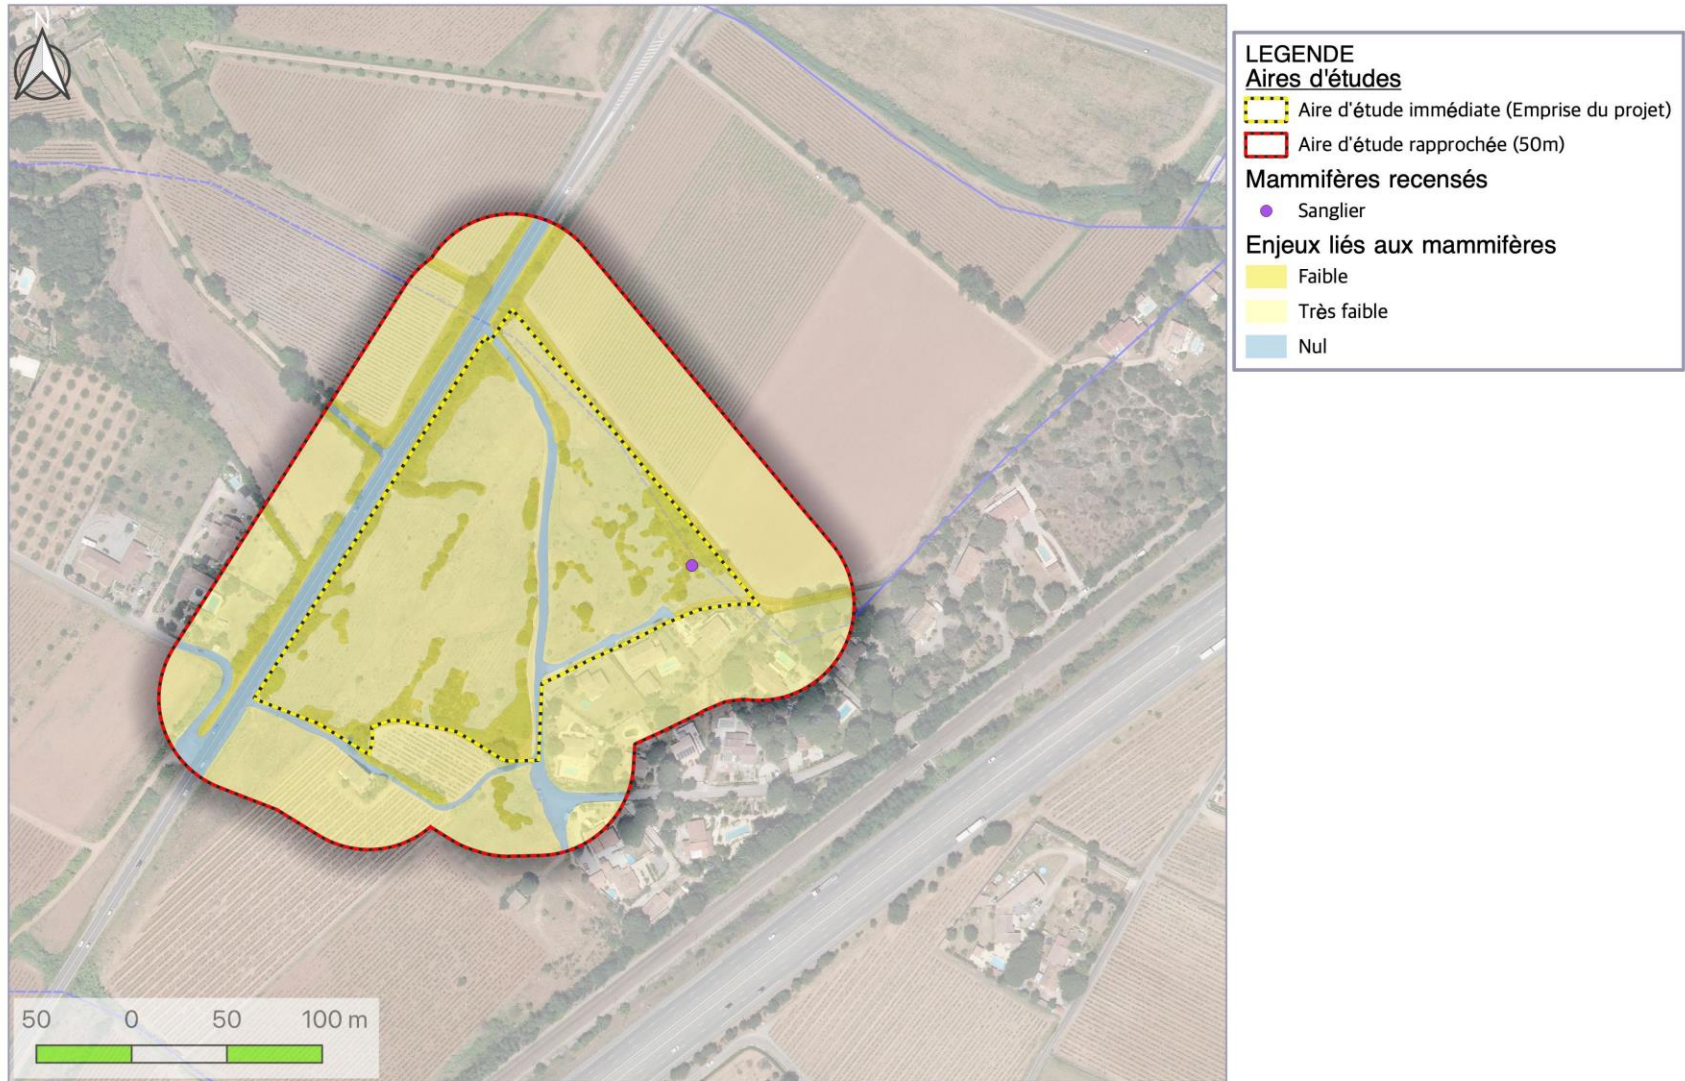 N
LEGENDE
Aires d'études
Aire d'étude immédiate (Emprise du projet)
Aire d'étude rapprochée (50m)
Mammifères recensés
Sanglier
Enjeux liés aux mammifères
Faible
Très faible
Nul
50 0 50 100 m